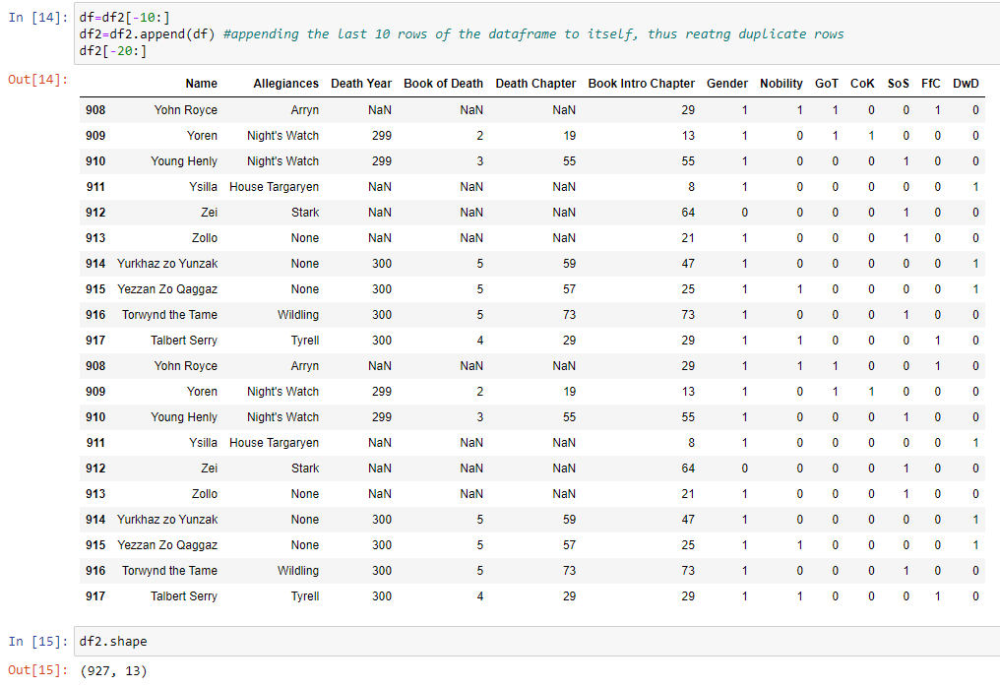 In [14]: df=df2[-10:]
df2=df2.append(df) #appending the last 10 rows of the dataframe to itself, thus reatng duplicate rows
df2[-20:]
Out[14]:
Name Allegiances Death Year Book of Death Death Chapter Book Intro Chapter Gender Nobility GoT CoK SoS FfC DwD
908 Yohn Royce Arryn NaN NaN NaN 29 1 1 1 0 0 1 0
909 Yoren Night's Watch 299 2 19 13 1 0 1 1 0 0 0
910 Young Henly Night's Watch 299 3 55 55 1 0 0 0 1 0 0
911 Ysilla House Targaryen NaN NaN NaN 8 1 0 0 0 0 0 1
912 Zei Stark NaN NaN NaN 64 0 0 0 0 1 0 0
913 Zollo None NaN NaN NaN 21 1 0 0 0 1 0 0
914 Yurkhaz zo Yunzak None 300 5 59 47 1 0 0 0 0 0 1
915 Yezzan Zo Qaggaz None 300 5 57 25 1 1 0 0 0 0 1
916 Torwynd the Tame Wildling 300 5 73 73 1 0 0 0 1 0 0
917 Talbert Serry Tyrell 300 4 29 29 1 1 0 0 0 1 0
908 Yohn Royce Arryn NaN NaN NaN 29 1 1 1 0 0 1 0
909 Yoren Night's Watch 299 2 19 13 1 0 1 1 0 0 0
910 Young Henly Night's Watch 299 3 55 55 1 0 0 0 1 0 0
911 Ysilla House Targaryen NaN NaN NaN 8 1 0 0 0 0 0 1
912 Zei Stark NaN NaN NaN 64 0 0 0 0 1 0 0
913 Zollo None NaN NaN NaN 21 1 0 0 0 1 0 0
914 Yurkhaz zo Yunzak None 300 5 59 47 1 0 0 0 0 0 1
915 Yezzan Zo Qaggaz None 300 5 57 25 1 1 0 0 0 0 1
916 Torwynd the Tame Wildling 300 5 73 73 1 0 0 0 1 0 0
917 Talbert Serry Tyrell 300 4 29 29 1 1 0 0 0 1 0
In [15]: df2.shape
Out[15]: (927, 13)